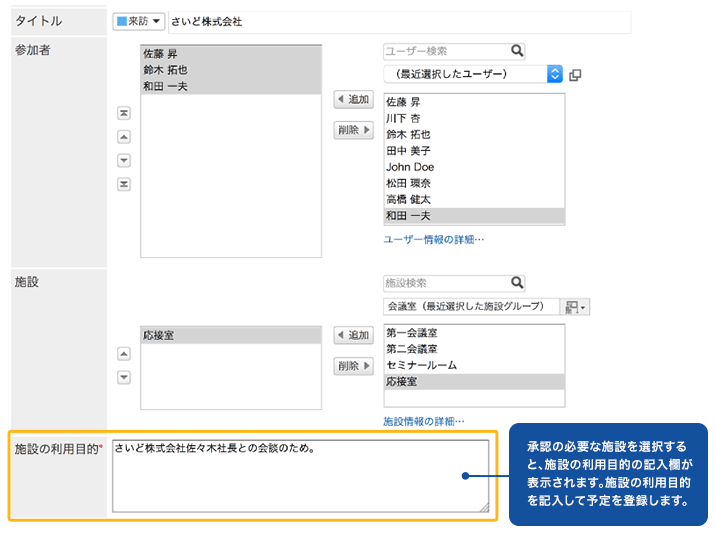 タイトル
来訪
さいど株式会社
参加者
佐藤 昇
鈴木 拓也
和田 一夫
追加
削除
ユーザー検索
(最近選択したユーザー)
佐藤 昇
川下 杏
鈴木 拓也
田中 美子
John Doe
松田 環奈
高橋 健太
和田 一夫
ユーザー情報の詳細…
施設
応接室
追加
削除
施設検索
会議室(最近選択した施設グループ)
第一会議室
第二会議室
セミナールーム
応接室
施設情報の詳細…
施設の利用目的*
さいど株式会社佐々木社長との会談のため。
承認の必要な施設を選択する
と、施設の利用目的の記入欄が
表示されます。施設の利用目的
を記入して予定を登録します。